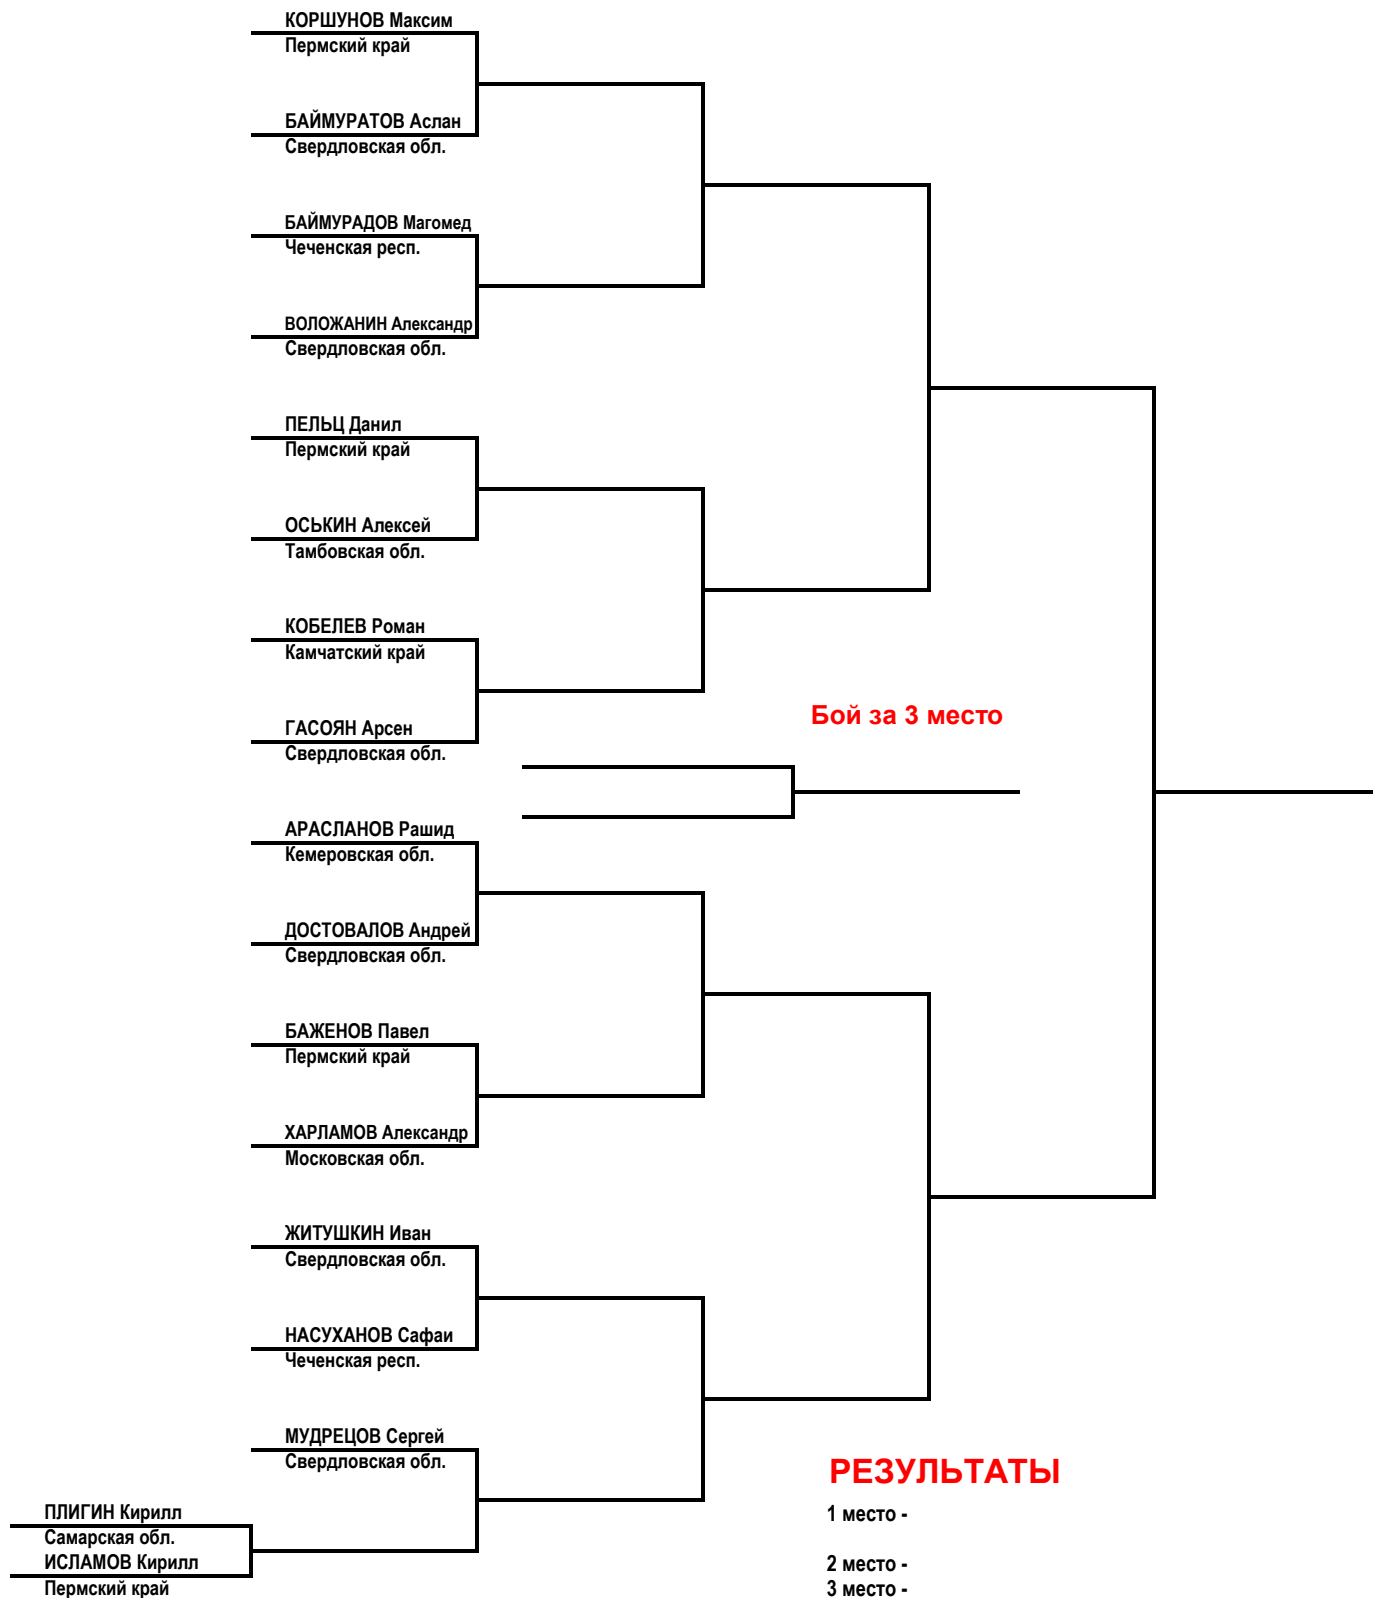 КОРШУНОВ Максим
Пермский край
БАЙМУРАТОВ Аслан
Свердловская обл.
БАЙМУРАДОВ Магомед
Чеченская респ.
ВОЛОЖАНИН Александр
Свердловская обл.
ПЕЛЬЦ Данил
Пермский край
ОСЬКИН Алексей
Тамбовская обл.
КОБЕЛЕВ Роман
Камчатский край
ГАСОЯН Арсен
Свердловская обл.
Бой за 3 место
АРАСЛАНОВ Рашид
Кемеровская обл.
ДОСТОВАЛОВ Андрей
Свердловская обл.
БАЖЕНОВ Павел
Пермский край
ХАРЛАМОВ Александр
Московская обл.
ЖИТУШКИН Иван
Свердловская обл.
НАСУХАНОВ Сафаи
Чеченская респ.
МУДРЕЦОВ Сергей
Свердловская обл.
ПЛИГИН Кирилл
Самарская обл.
ИСЛАМОВ Кирилл
Пермский край
РЕЗУЛЬТАТЫ
1 место -
2 место -
3 место -